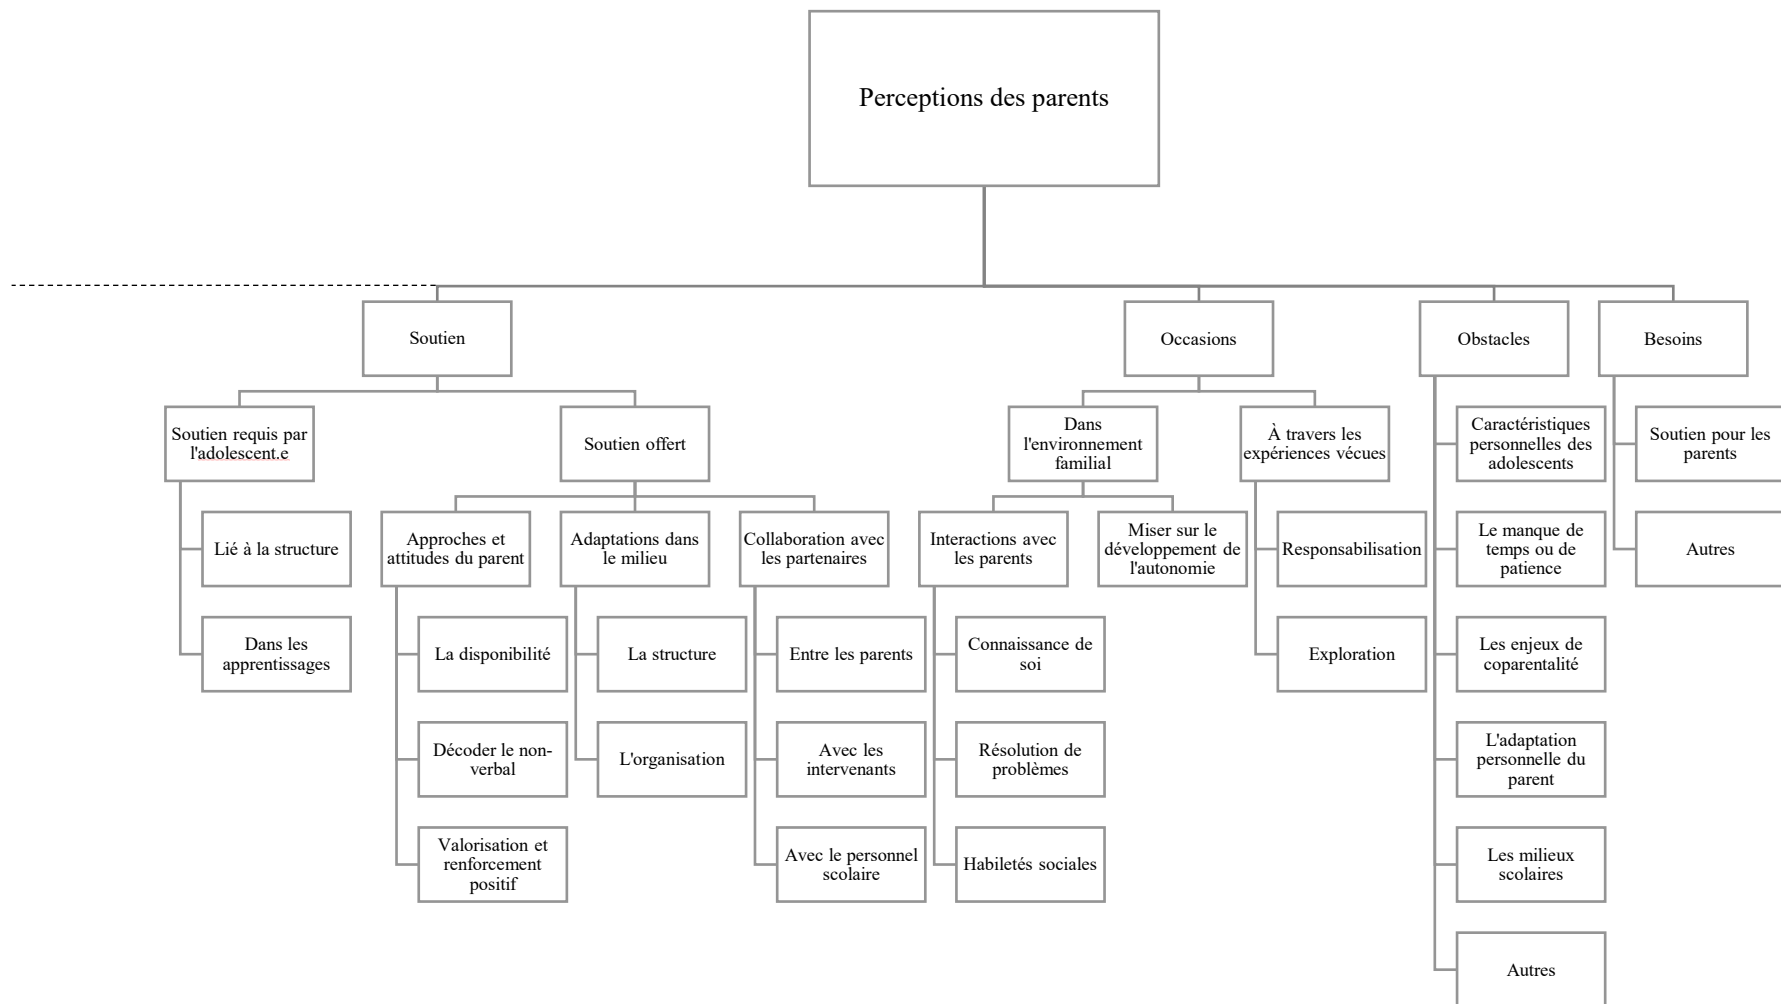 Perceptions des parents
Soutien
Occasions
Obstacles
Besoins
Soutien requis par
l'adolescent.e
Soutien offert
Dans
l'environnement
familial
À travers les
expériences vécues
Caractéristiques
personnelles des
adolescents
Soutien pour les
parents
Lié à la structure
Approches et
attitudes du parent
Adaptations dans
le milieu
Collaboration avec
les partenaires
Interactions avec
les parents
Miser sur le
développement de
l'autonomie
Responsabilisation
Le manque de
temps ou de
patience
Autres
Dans les
apprentissages
La disponibilité
La structure
Entre les parents
Connaissance de
soi
Exploration
Les enjeux de
coparentalité
Décoder le non-
verbal
L'organisation
Avec les
intervenants
Résolution de
problèmes
L'adaptation
personnelle du
parent
Valorisation et
renforcement
positif
Avec le personnel
scolaire
Habiletés sociales
Les milieux
scolaires
Autres